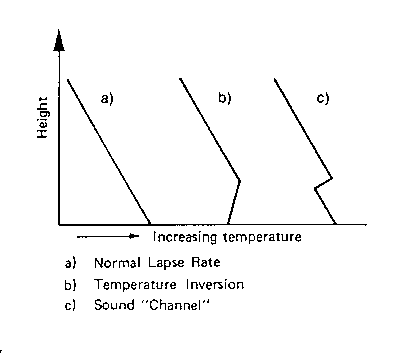 a) b) c)
Height
Increasing temperature
a) Normal Lapse Rate
b) Temperature Inversion
c) Sound "Channel"